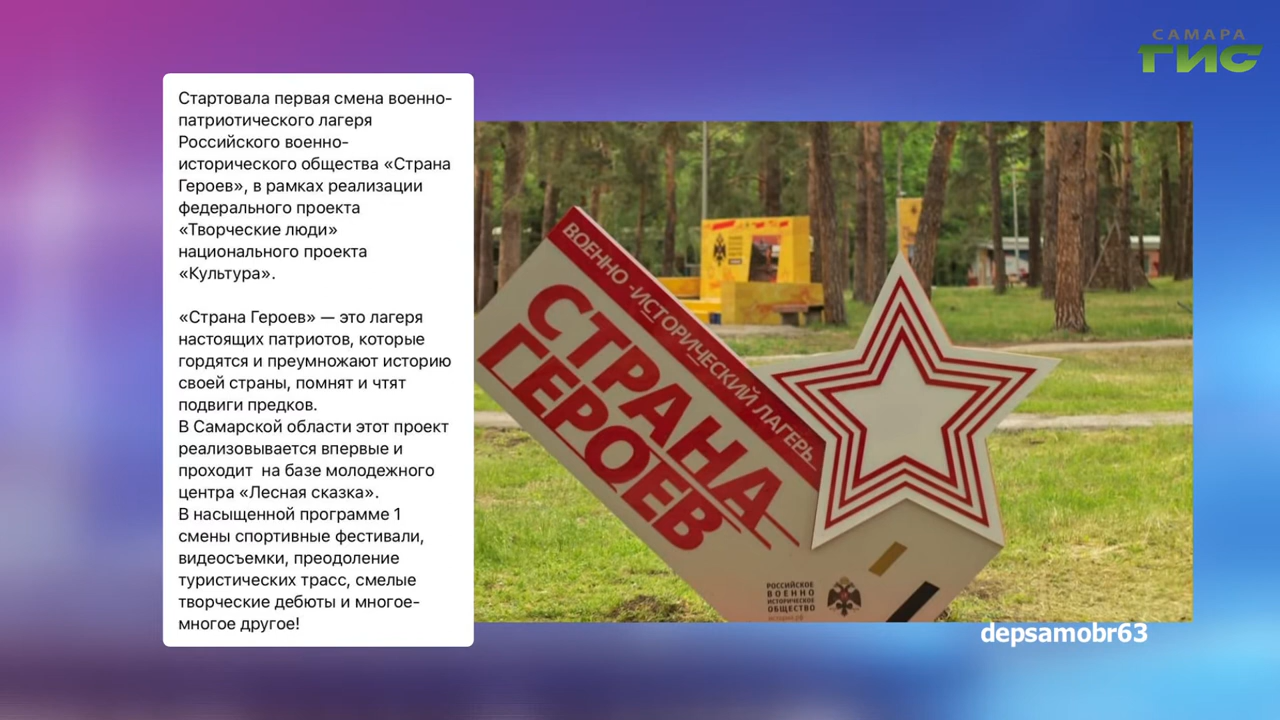 САМАРА
ГИС
Стартовала первая смена военно-
патриотического лагеря
Российского военно-
исторического общества «Страна
Героев», в рамках реализации
федерального проекта
«Творческие люди»
национального проекта
«Культура».
«Страна Героев» — это лагеря
настоящих патриотов, которые
гордятся и преумножают историю
своей страны, помнят и чтят
подвиги предков.
В Самарской области этот проект
реализовывается впервые и
проходит  на базе молодежного
центра «Лесная сказка».
В насыщенной программе 1
смены спортивные фестивали,
видеосъемки, преодоление
туристических трасс, смелые
творческие дебюты и многое-
многое другое!
ВОЕННО-ИСТОРИЧЕСКИЙ ЛАГЕРЬ
СТРАНА
ГЕРОЕВ
РОССИЙСКОЕ
ВОЕННО
ИСТОРИЧЕСКОЕ
ОБЩЕСТВО
история.рф
depsamobr63